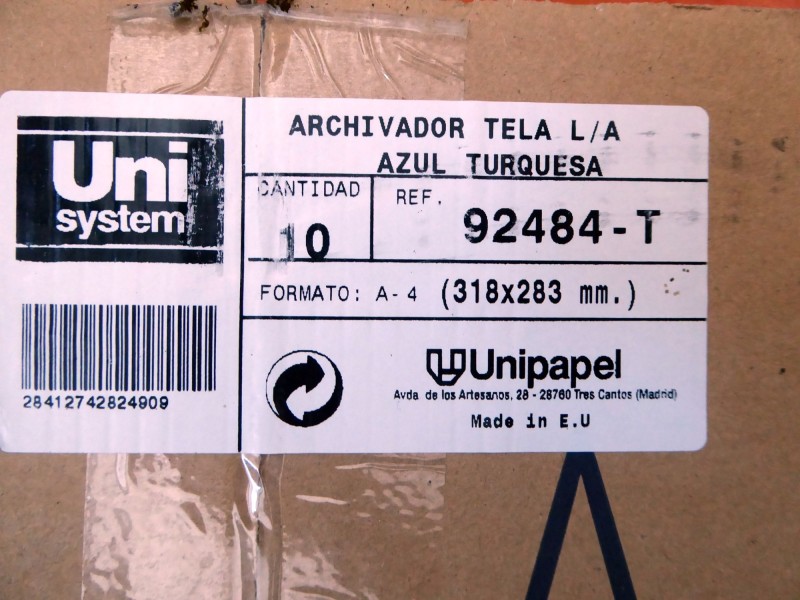 Uni
system
28412742824909
ARCHIVADOR TELA L/A
AZUL TURQUESA
CANTIDAD
10
REF.
92484-T
FORMATO: A-4 (318x283 mm.)
Unipapel
Avda. de los Artesanos, 28 - 28760 Tres Cantos (Madrid)
Made in E.U